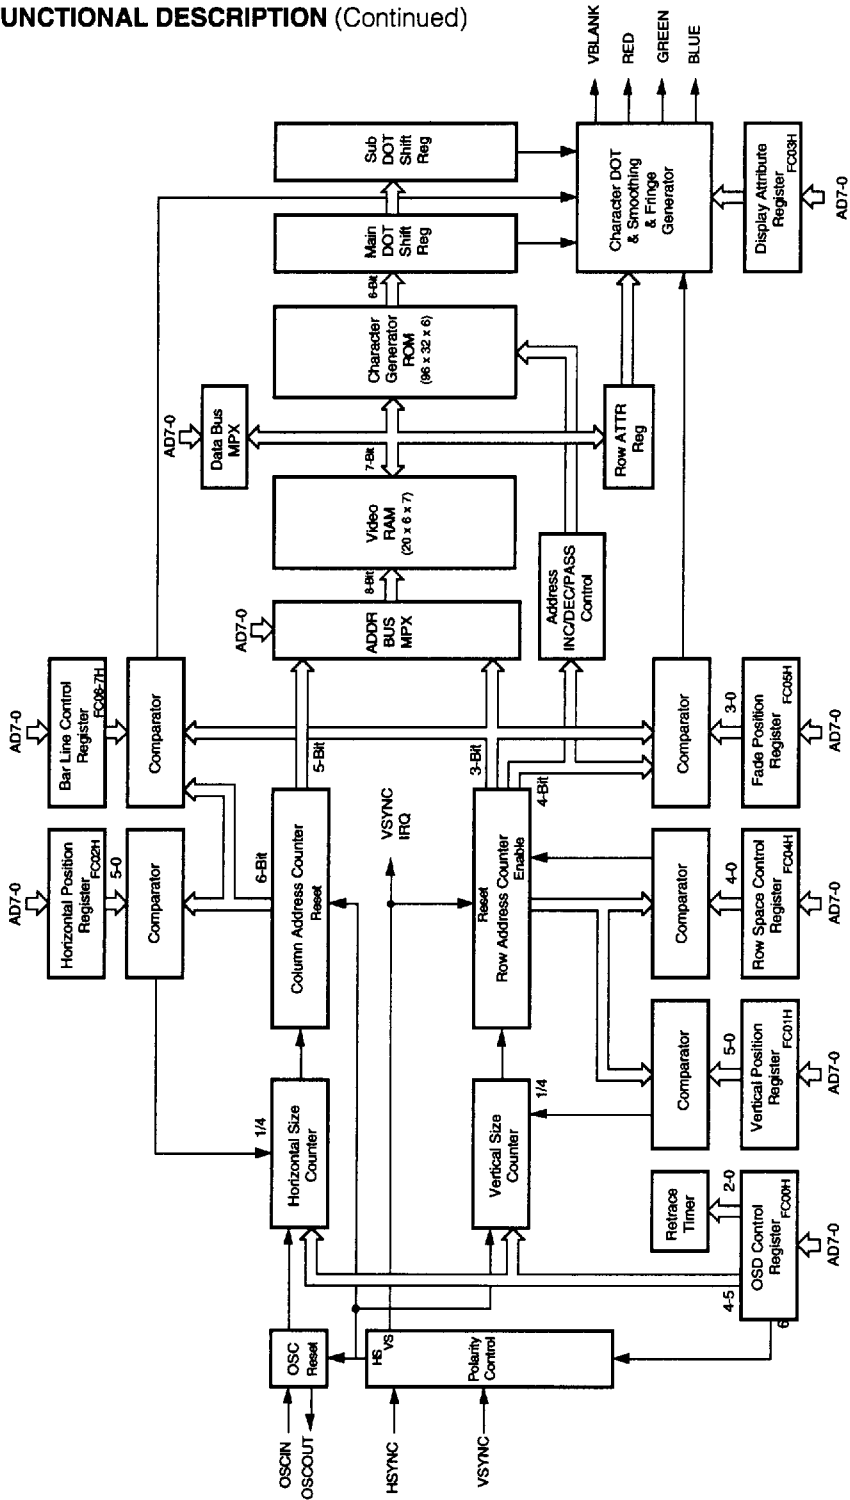 UNCTIONAL DESCRIPTION (Continued)
VBLANK
RED
GREEN
BLUE
Sub
DOT
Shift
Reg
Main
DOT
Shift
Reg
Character DOT
& Smoothing
& Fringe
Generator
Display Attribute
Register
FC03H
AD7-0
6-Bit
Character
Generator
ROM
(96 x 32 x 6)
AD7-0
Data Bus
MPX
Row ATTR
Reg
7-Bit
Video
RAM
(20 x 6 x 7)
8-Bit
AD7-0
ADDR
BUS
MPX
Address
INC/DEC/PASS
Control
AD7-0
Bar Line Control
Register
FC06-7H
Comparator
5-Bit
3-Bit
4-Bit
Comparator
3-0
Fade Position
Register
FC05H
AD7-0
AD7-0
Horizontal Position
Register
FC02H
5-0
Comparator
6-Bit
Column Address Counter
Reset
VSYNC
IRQ
Reset
Row Address Counter
Enable
Comparator
4-0
Row Space Control
Register
FC04H
AD7-0
1/4
Horizontal Size
Counter
1/4
Vertical Size
Counter
Comparator
5-0
Vertical Position
Register
FC01H
AD7-0
Retrace
Timer
2-0
OSD Control
Register
FC00H
AD7-0
4-5
6
OSC
Reset
HS
VS
Polarity
Control
OSCIN
OSCOUT
HSYNC
VSYNC